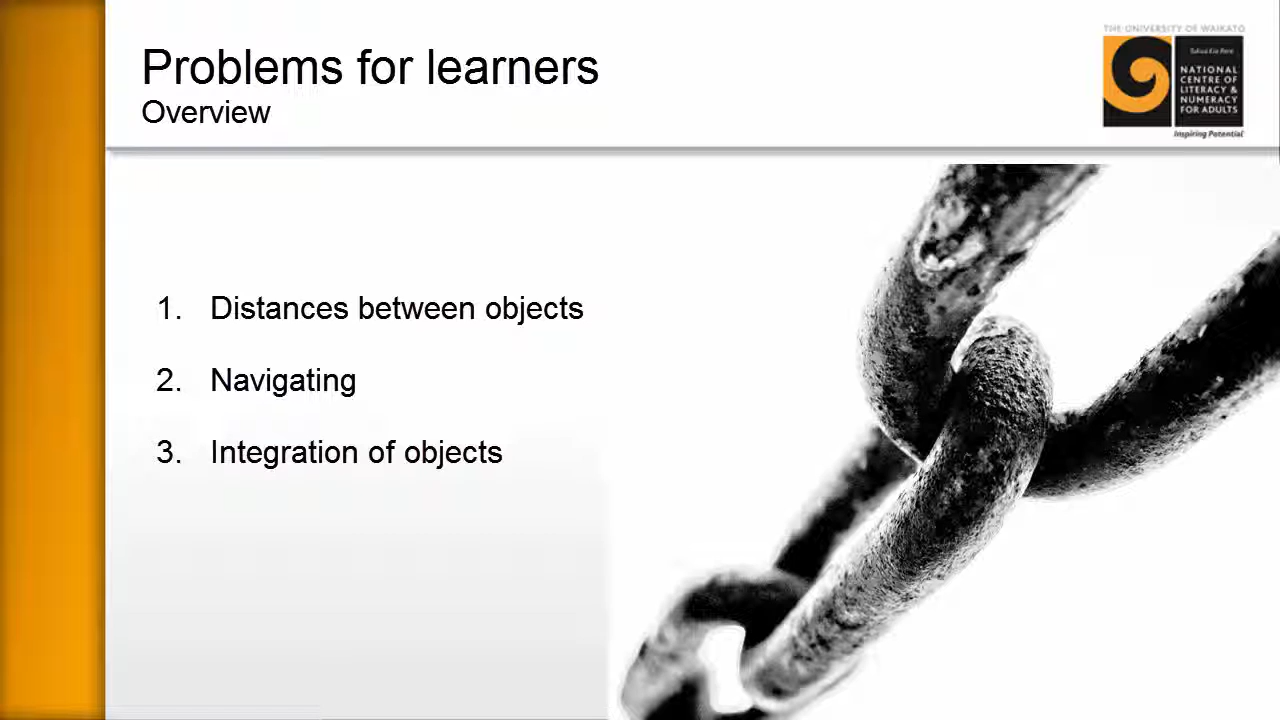 Problems for learners
Overview
THE UNIVERSITY OF WAIKATO
NATIONAL
CENTRE OF
LITERACY &
NUMERACY
FOR ADULTS
Inspiring Potential
1. Distances between objects
2. Navigating
3. Integration of objects